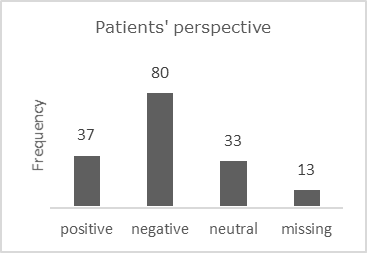 Patients' perspective
Frequency
37
80
33
13
positive
negative
neutral
missing